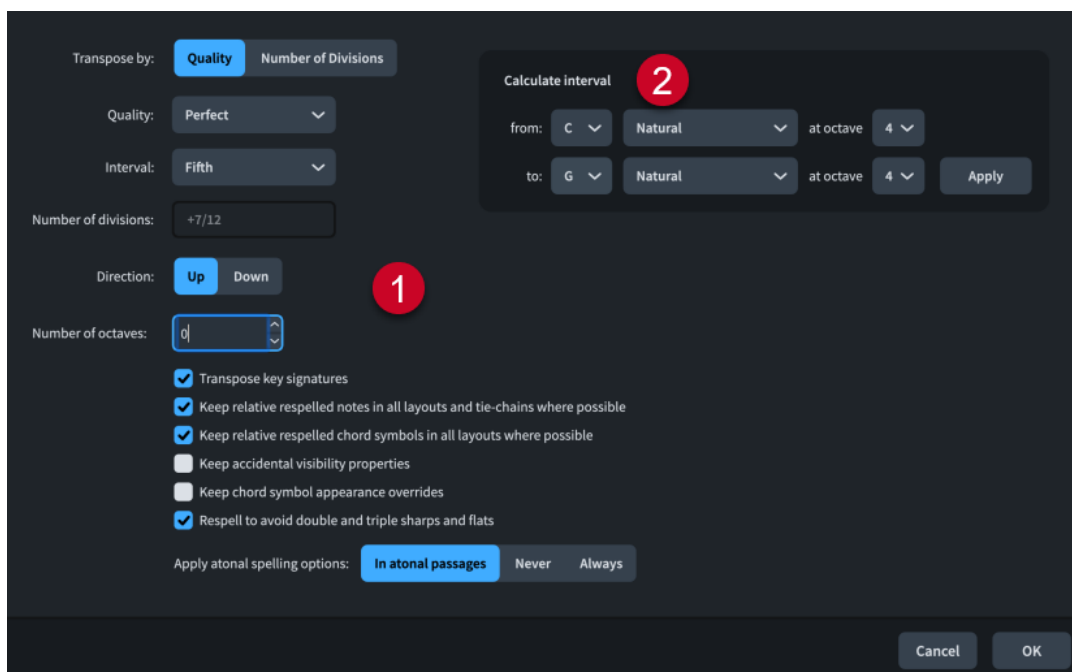 Transpose by: Quality Number of Divisions
Quality: Perfect
Interval: Fifth
Number of divisions: +7/12
Direction: Up Down
1
Number of octaves: 0
Transpose key signatures
Keep relative respelled notes in all layouts and tie-chains where possible
Keep relative respelled chord symbols in all layouts where possible
Keep accidental visibility properties
Keep chord symbol appearance overrides
Respell to avoid double and triple sharps and flats
Apply atonal spelling options: In atonal passages Never Always
Calculate interval 2
from: C Natural at octave 4
to: G Natural at octave 4 Apply
Cancel OK